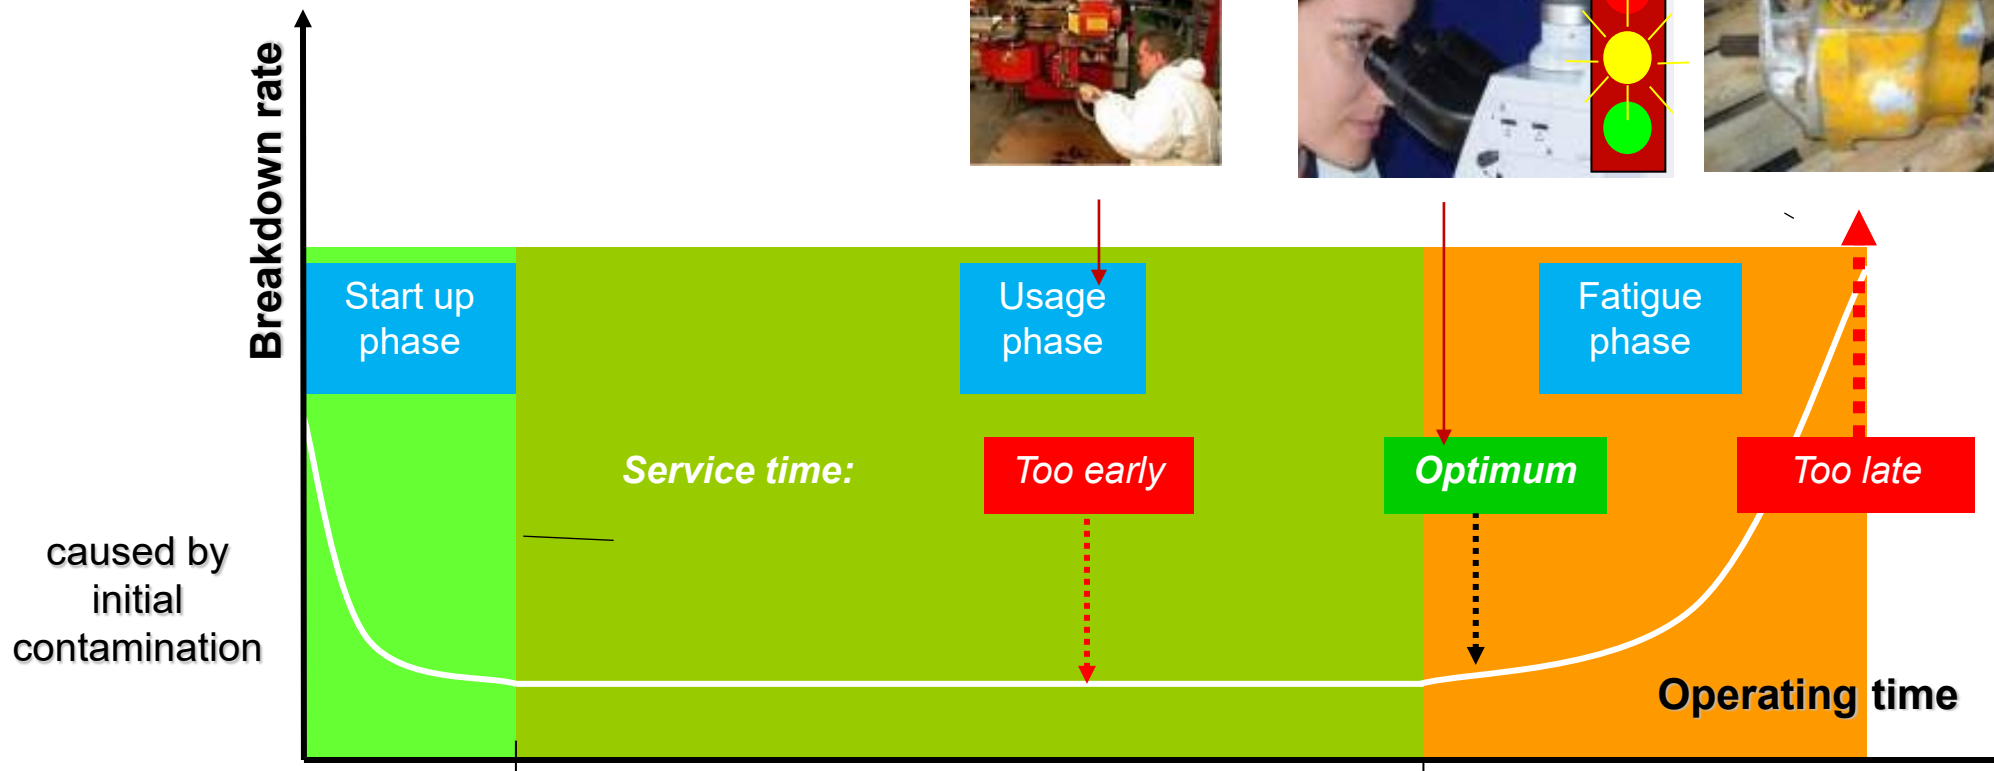 Breakdown rate
Start up
phase
Usage
phase
Fatigue
phase
Service time:
Too early
Optimum
Too late
caused by
initial
contamination
Operating time